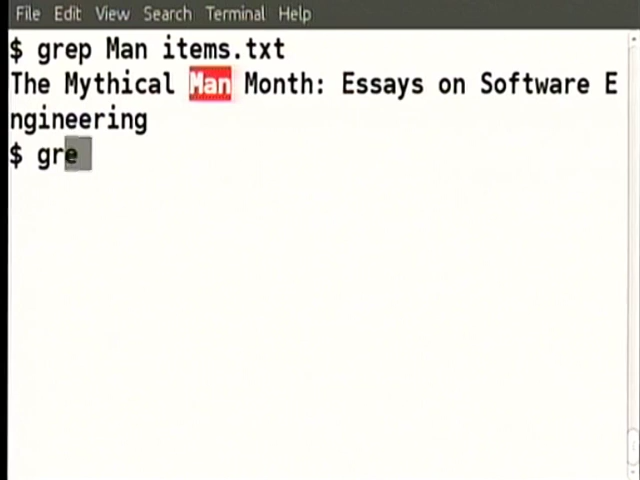 File Edit View Search Terminal Help
$ grep Man items.txt
The Mythical Man Month: Essays on Software E
ngineering
$ gre